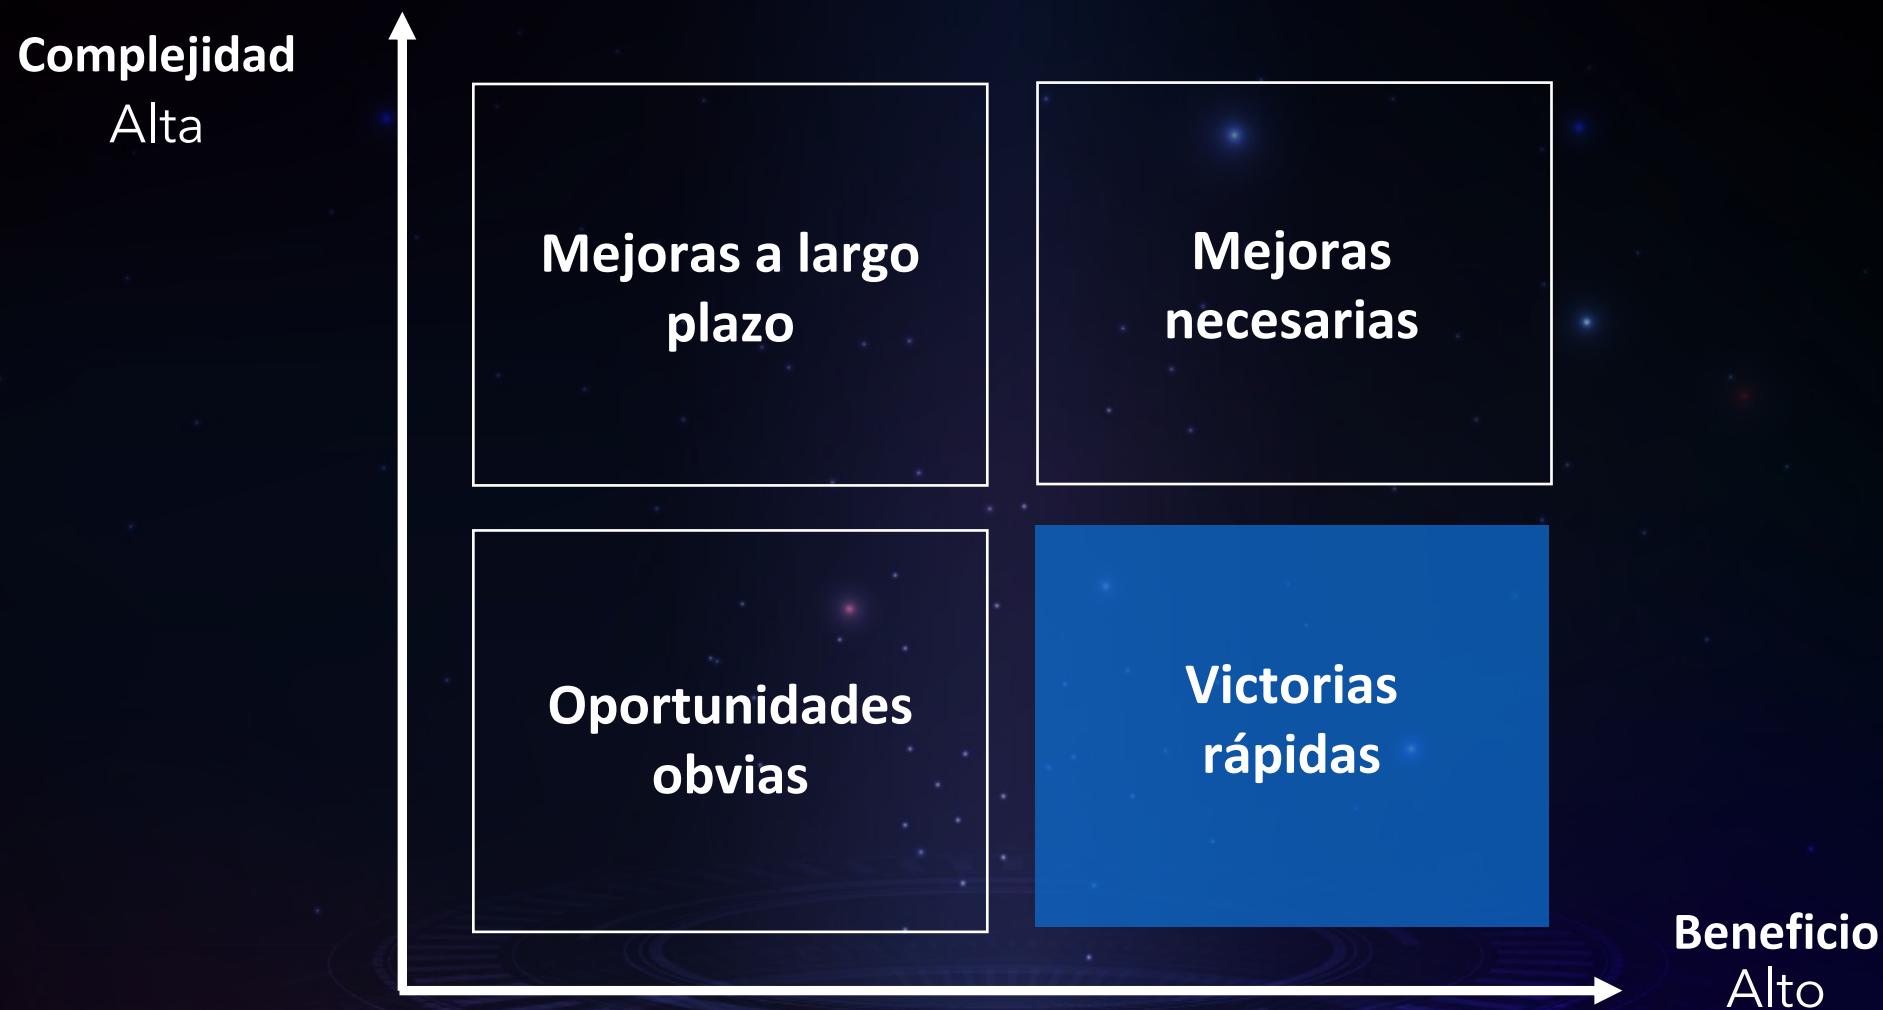 Complejidad
Alta
Mejoras a largo
plazo
Mejoras
necesarias
Oportunidades
obvias
Victorias
rápidas
Beneficio
Alto